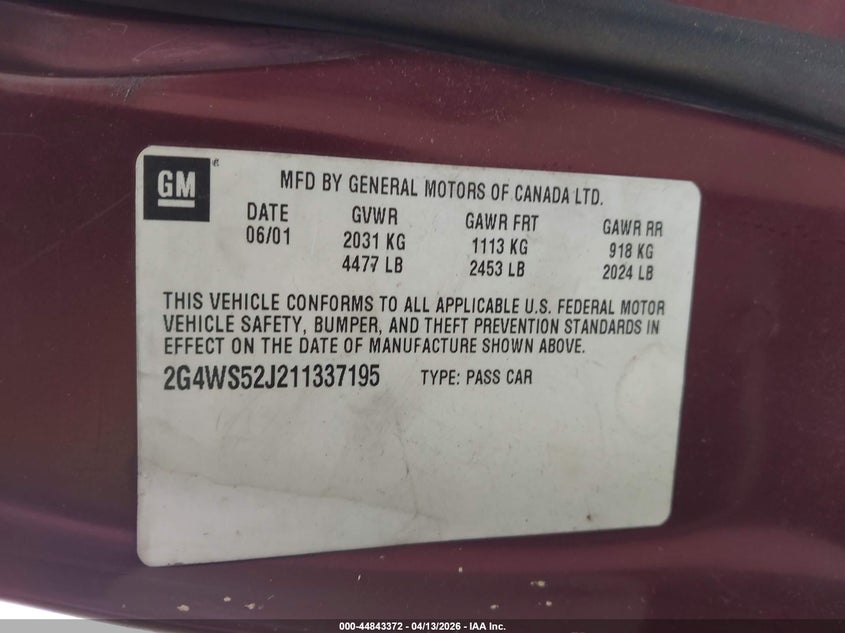 GM
MFD BY GENERAL MOTORS OF CANADA LTD.
DATE GVWR GAWR FRT GAWR RR
06/01 2031 KG 1113 KG 918 KG
4477 LB 2453 LB 2024 LB
THIS VEHICLE CONFORMS TO ALL APPLICABLE U.S. FEDERAL MOTOR
VEHICLE SAFETY, BUMPER, AND THEFT PREVENTION STANDARDS IN
EFFECT ON THE DATE OF MANUFACTURE SHOWN ABOVE.
2G4WS52J211337195 TYPE: PASS CAR
000-44843372 - 04/13/2026 - IAA Inc.